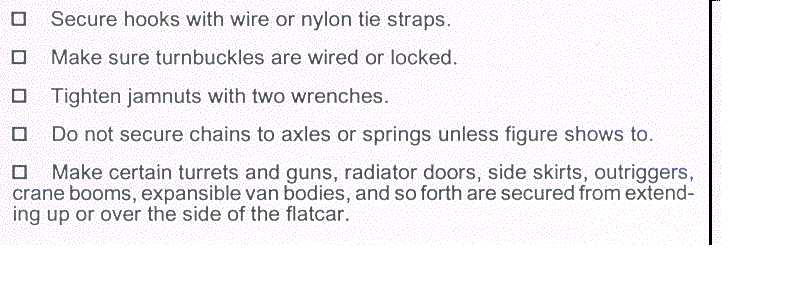 ☐ Secure hooks with wire or nylon tie straps.
☐ Make sure turnbuckles are wired or locked.
☐ Tighten jamnuts with two wrenches.
☐ Do not secure chains to axles or springs unless figure shows to.
☐ Make certain turrets and guns, radiator doors, side skirts, outriggers,
crane booms, expansible van bodies, and so forth are secured from extend-
ing up or over the side of the flatcar.